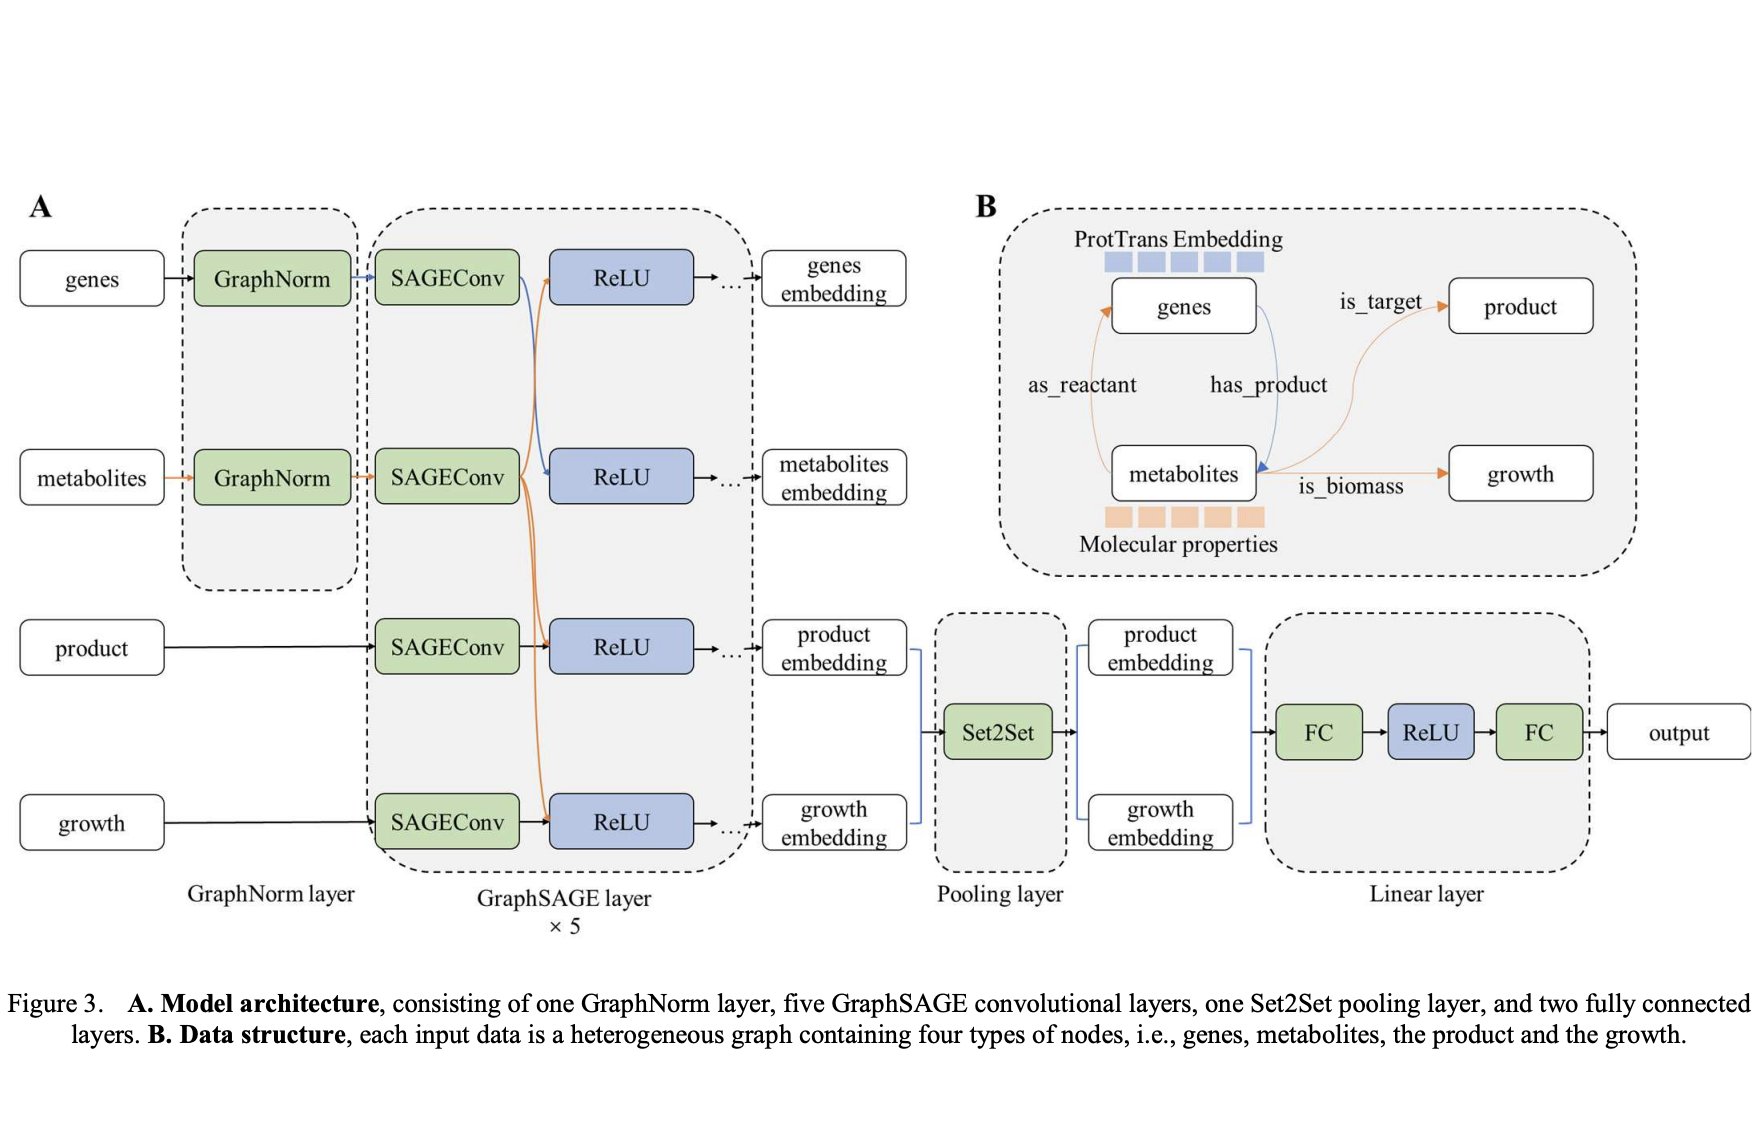 A
genes
GraphNorm
SAGEConv
ReLU
...
genes
embedding
metabolites
GraphNorm
SAGEConv
ReLU
...
metabolites
embedding
product
SAGEConv
ReLU
...
product
embedding
growth
SAGEConv
ReLU
...
growth
embedding
Set2Set
product
embedding
growth
embedding
FC
ReLU
FC
output
GraphNorm layer
GraphSAGE layer
× 5
Pooling layer
Linear layer
B
ProtTrans Embedding
genes
is_target
product
as_reactant
has_product
metabolites
is_biomass
growth
Molecular properties
Figure 3. A. Model architecture, consisting of one GraphNorm layer, five GraphSAGE convolutional layers, one Set2Set pooling layer, and two fully connected
layers. B. Data structure, each input data is a heterogeneous graph containing four types of nodes, i.e., genes, metabolites, the product and the growth.